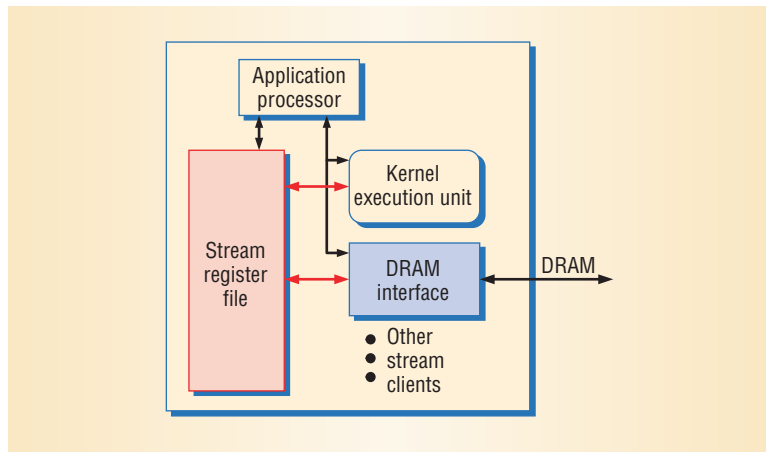 Application
processor
Kernel
execution unit
Stream
register
file
DRAM
interface
DRAM
Other
stream
clients